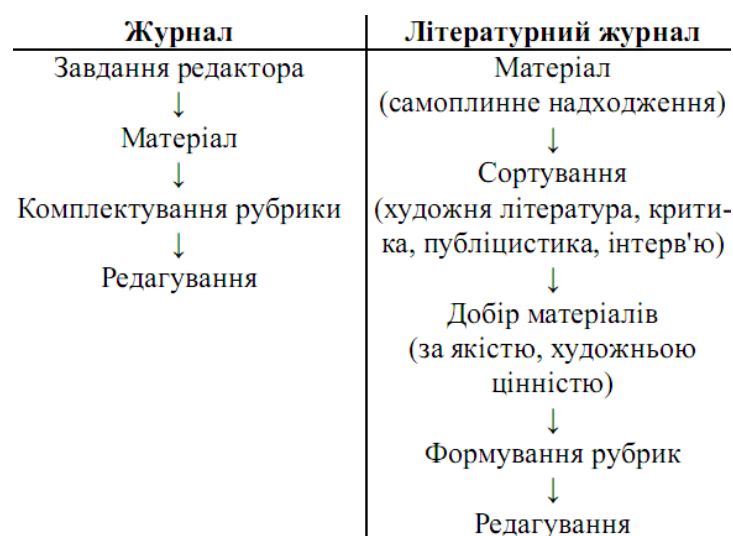 Журнал
Завдання редактора
↓
Матеріал
↓
Комплектування рубрики
↓
Редагування
Літературний журнал
Матеріал
(самоплинне надходження)
↓
Сортування
(художня література, крити-
ка, публіцистика, інтерв'ю)
↓
Добір матеріалів
(за якістю, художньою
цінністю)
↓
Формування рубрик
↓
Редагування